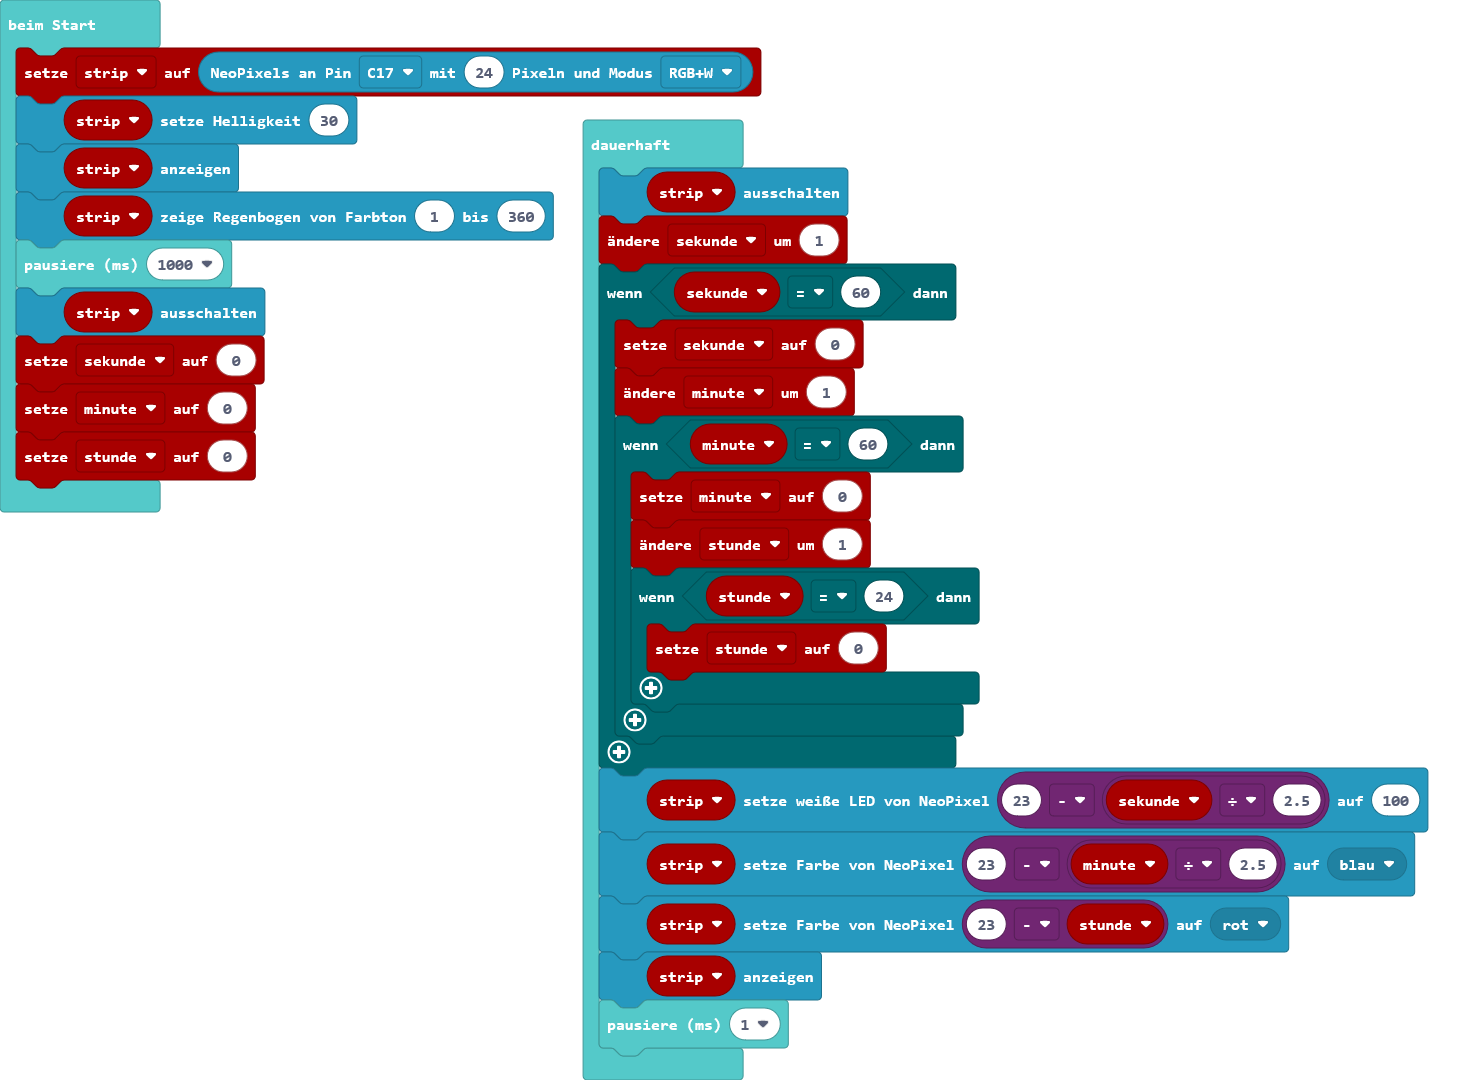 beim Start
setze strip auf NeoPixels an Pin C17 mit 24 Pixeln und Modus RGB+W
strip setze Helligkeit 30
strip anzeigen
strip zeige Regenbogen von Farbton 1 bis 360
pausiere (ms) 1000
strip ausschalten
setze sekunde auf 0
setze minute auf 0
setze stunde auf 0
dauerhaft
strip ausschalten
ändere sekunde um 1
wenn sekunde = 60 dann
setze sekunde auf 0
ändere minute um 1
wenn minute = 60 dann
setze minute auf 0
ändere stunde um 1
wenn stunde = 24 dann
setze stunde auf 0
strip setze weiße LED von NeoPixel 23 - sekunde ÷ 2.5 auf 100
strip setze Farbe von NeoPixel 23 - minute ÷ 2.5 auf blau
strip setze Farbe von NeoPixel 23 - stunde auf rot
strip anzeigen
pausiere (ms) 1